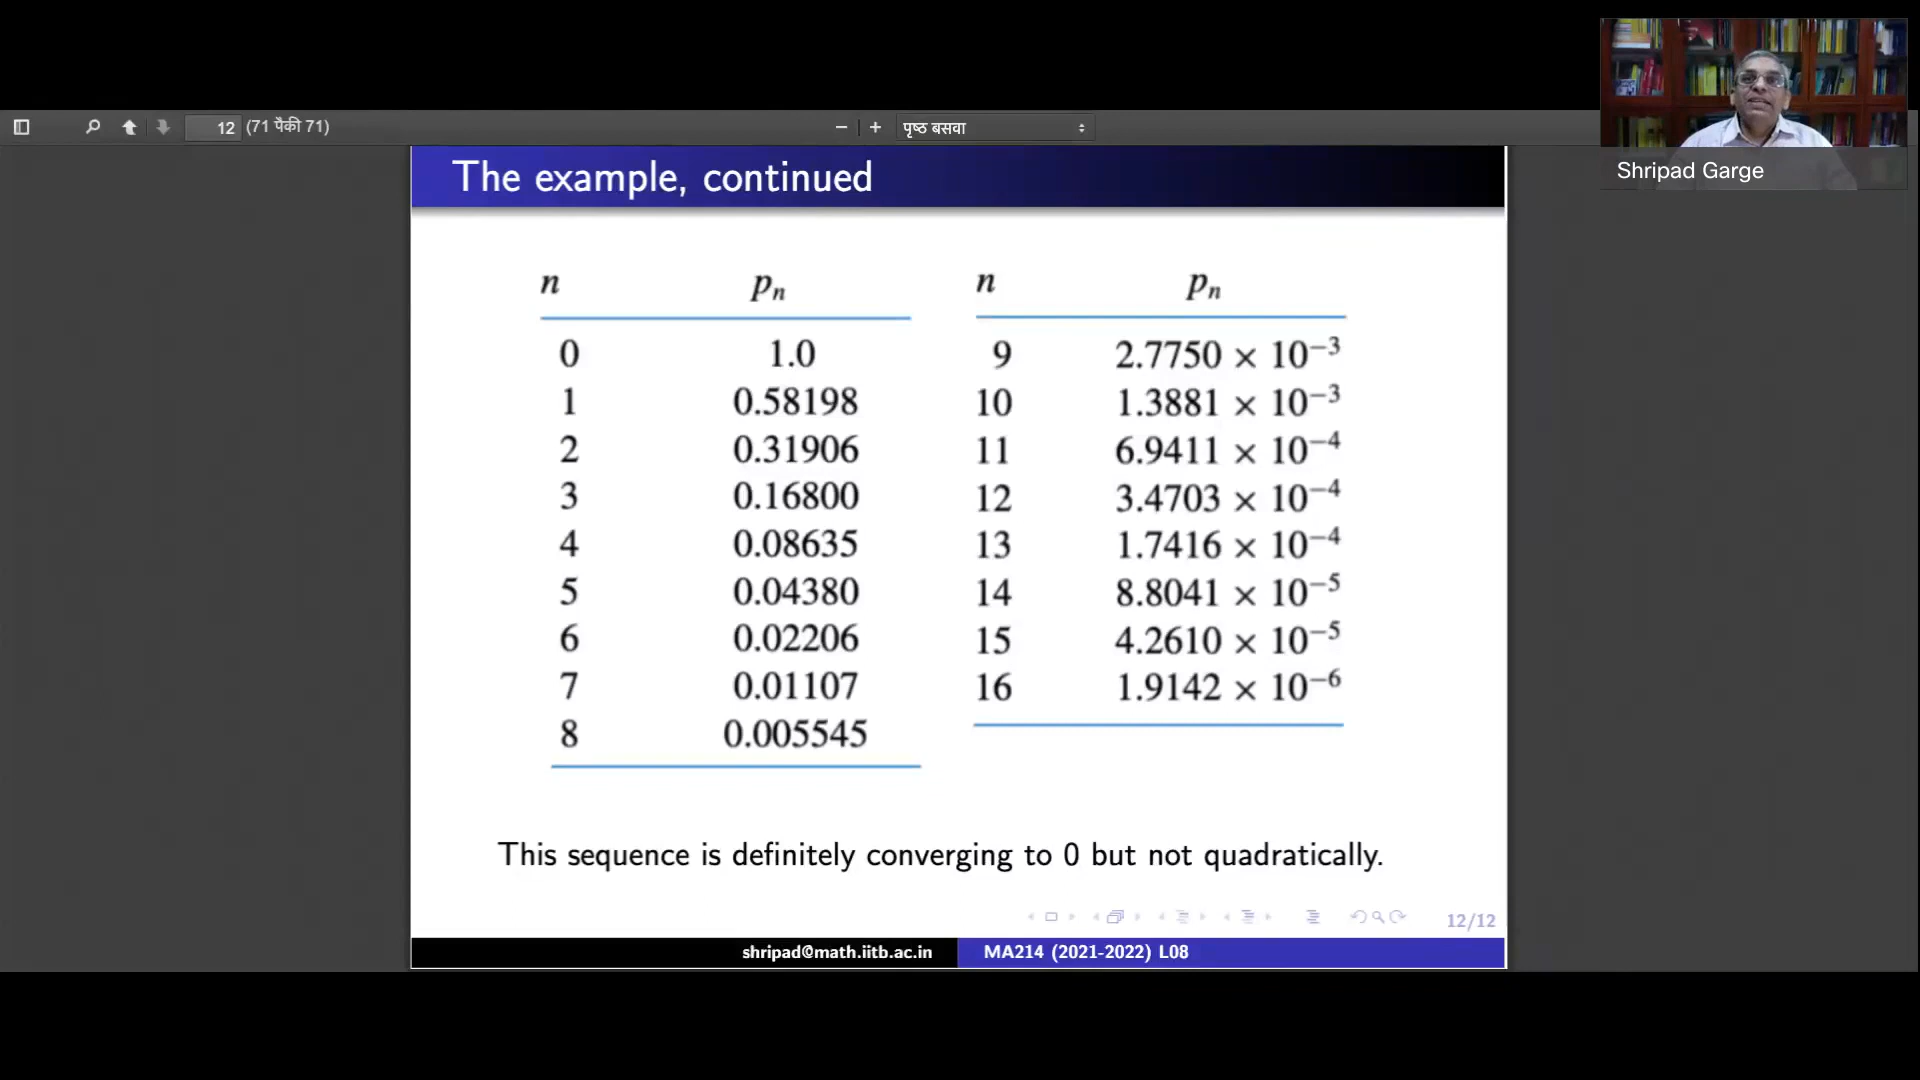 Shripad Garge
12 (71 पैकी 71)
पृष्ठ बसवा
The example, continued
n pₙ
0 1.0
1 0.58198
2 0.31906
3 0.16800
4 0.08635
5 0.04380
6 0.02206
7 0.01107
8 0.005545
n pₙ
9 2.7750 × 10⁻³
10 1.3881 × 10⁻³
11 6.9411 × 10⁻⁴
12 3.4703 × 10⁻⁴
13 1.7416 × 10⁻⁴
14 8.8041 × 10⁻⁵
15 4.2610 × 10⁻⁵
16 1.9142 × 10⁻⁶
This sequence is definitely converging to 0 but not quadratically.
12/12
shripad@math.iitb.ac.in MA214 (2021-2022) L08